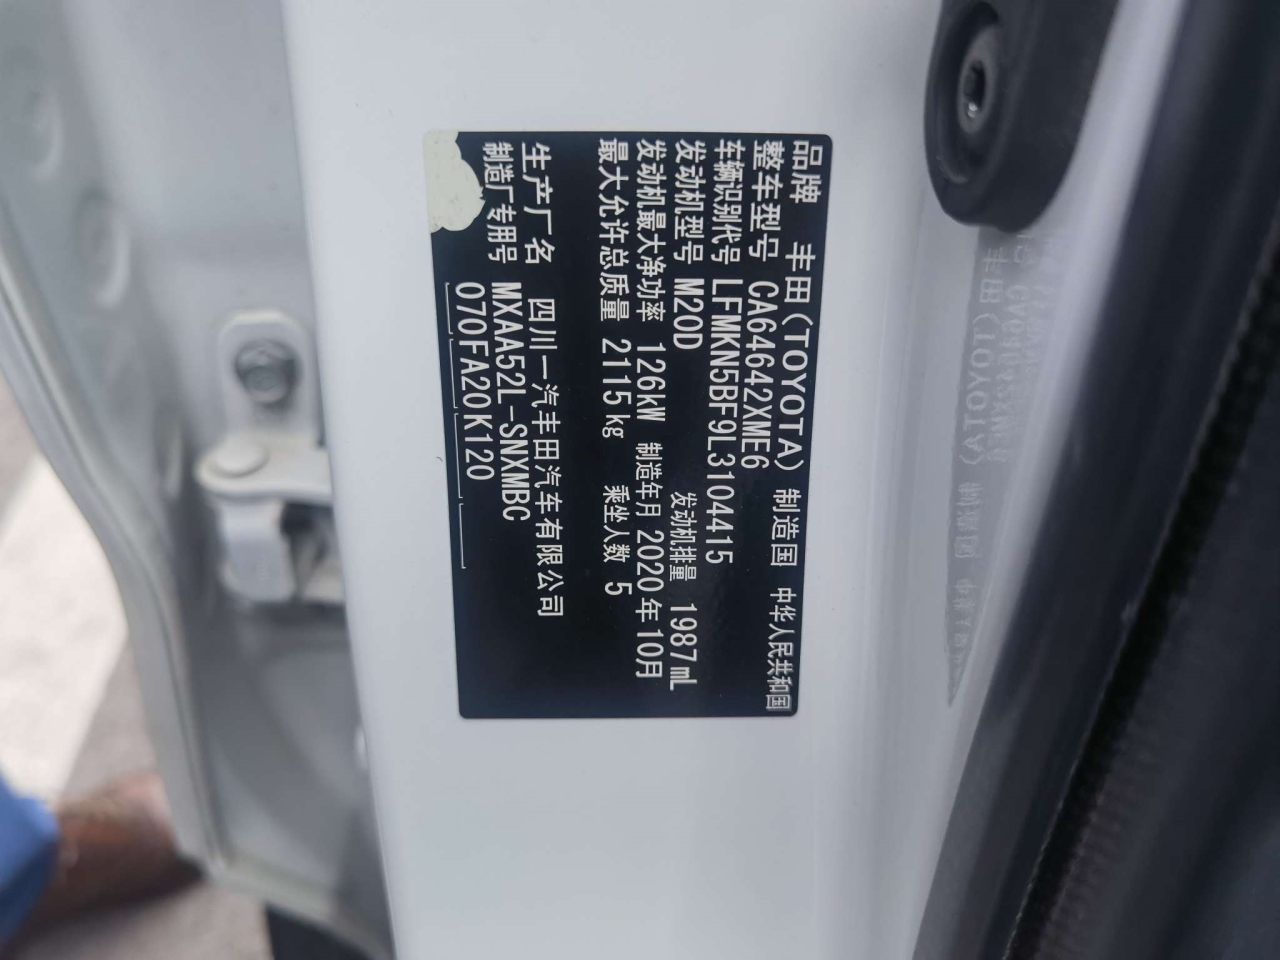 品牌 丰田(TOYOTA) 制造国 中华人民共和国
整车型号 CA64642XME6
车辆识别代号 LFMKN5BF9L3104415
发动机型号 M20D 发动机排量 1987mL
发动机最大净功率 126kW 制造年月 2020年10月
最大允许总质量 2115kg 乘坐人数 5
生产厂名 四川一汽丰田汽车有限公司
制造厂专用号 MXAA52L-SNXMBC
070FA20K120